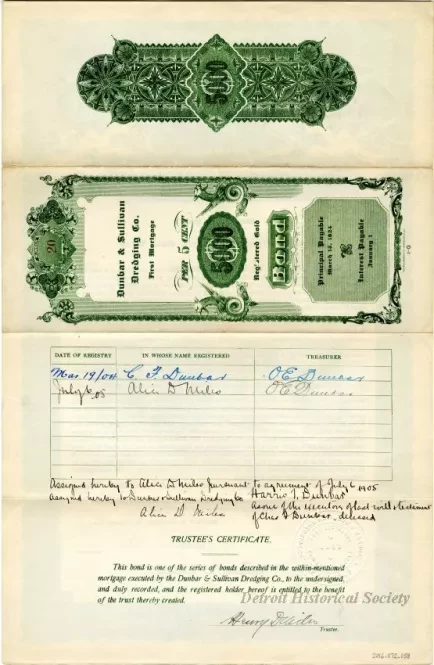 5000
20
Dunbar & Sullivan
Dredging Co.
First Mortgage
5 PER CENT
5000
Registered Gold
Bond
Principal Payable
March 15, 1924
Interest Payable
January 1
DATE OF REGISTRY IN WHOSE NAME REGISTERED TREASURER
Mar 19/04 C. F. Dunbar O E Dunbar
July 6, 05 Alice D Miles O E Dunbar
Assigned hereby to Alice D Miles pursuant to agreement of July 6 1905
Harris T. Dunbar
as one of the executors of last will & testament
of Chas F Dunbar, deceased
Assigned hereby to Dunbar & Sullivan Dredging Co
Alice D Miles
TRUSTEE'S CERTIFICATE.
This bond is one of the series of bonds described in the within-mentioned
mortgage executed by the Dunbar & Sullivan Dredging Co., to the undersigned,
and duly recorded, and the registered holder hereof is entitled to the benefit
of the trust thereby created.
Henry
Trustee.
Detroit Historical Society